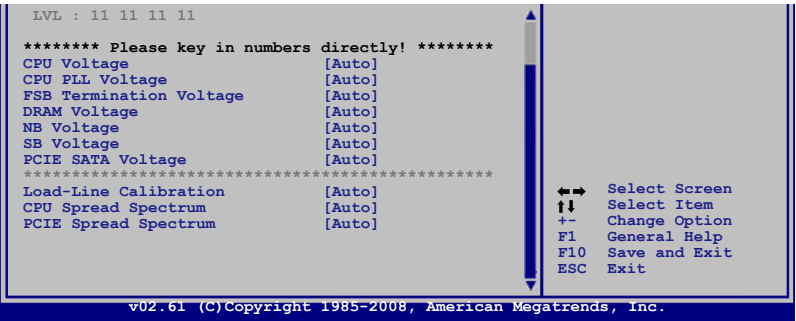 LVL : 11 11 11 11
******** Please key in numbers directly! ********
CPU Voltage [Auto]
CPU PLL Voltage [Auto]
FSB Termination Voltage [Auto]
DRAM Voltage [Auto]
NB Voltage [Auto]
SB Voltage [Auto]
PCIE SATA Voltage [Auto]
*************************************************
Load-Line Calibration [Auto]
CPU Spread Spectrum [Auto]
PCIE Spread Spectrum [Auto]
←→ Select Screen
↑↓ Select Item
+- Change Option
F1 General Help
F10 Save and Exit
ESC Exit
v02.61 (C)Copyright 1985-2008, American Megatrends, Inc.